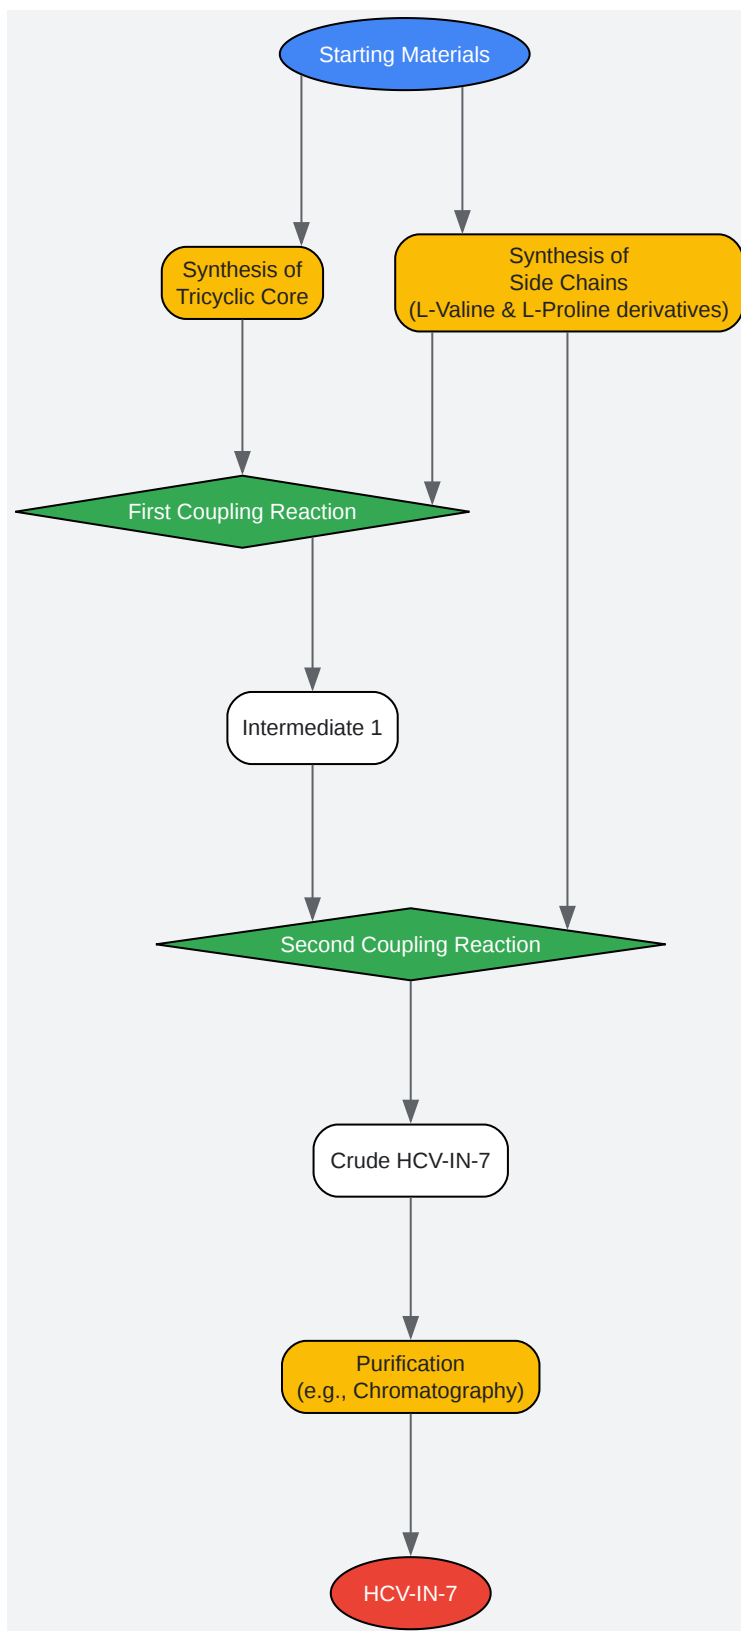 Starting Materials
Synthesis of
Tricyclic Core
Synthesis of
Side Chains
(L-Valine & L-Proline derivatives)
First Coupling Reaction
Intermediate 1
Second Coupling Reaction
Crude HCV-IN-7
Purification
(e.g., Chromatography)
HCV-IN-7